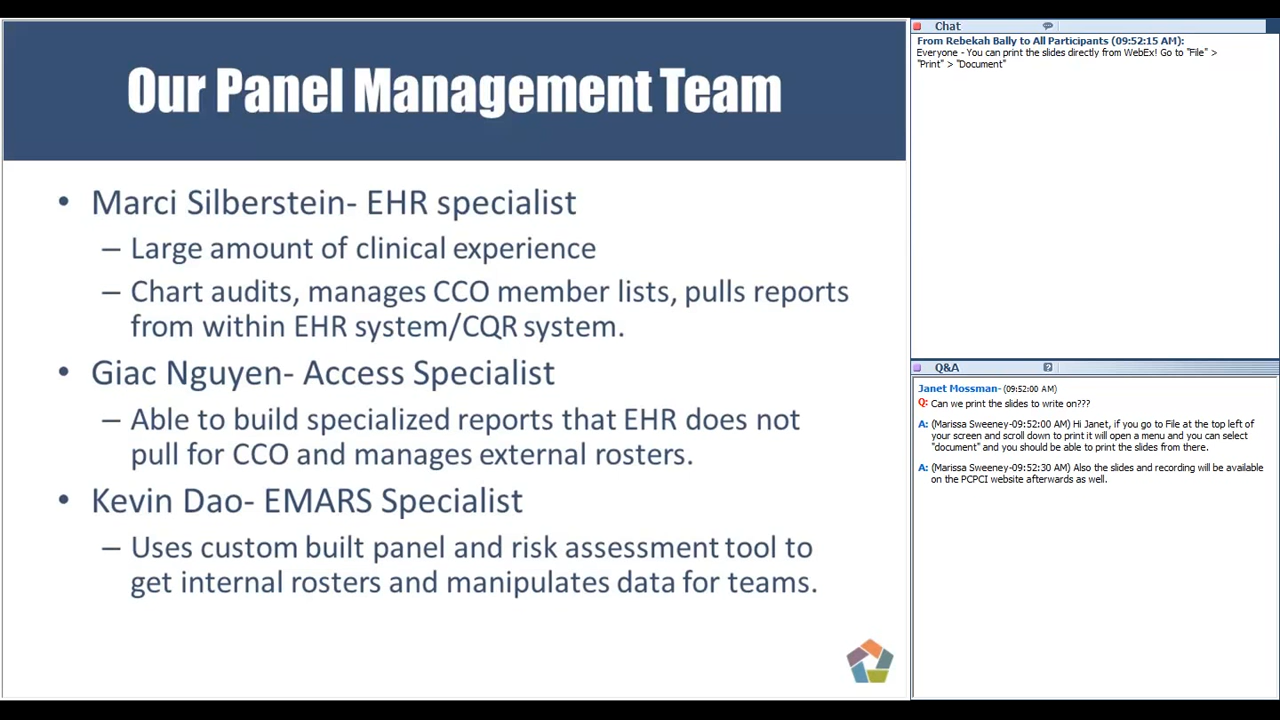 Our Panel Management Team
• Marci Silberstein- EHR specialist
– Large amount of clinical experience
– Chart audits, manages CCO member lists, pulls reports
from within EHR system/CQR system.
• Giac Nguyen- Access Specialist
– Able to build specialized reports that EHR does not
pull for CCO and manages external rosters.
• Kevin Dao- EMARS Specialist
– Uses custom built panel and risk assessment tool to
get internal rosters and manipulates data for teams.
Chat
From Rebekah Bally to All Participants (09:52:15 AM):
Everyone - You can print the slides directly from WebEx! Go to "File" >
"Print" > "Document"
Q&A
Janet Mossman- (09:52:00 AM)
Q: Can we print the slides to write on???
A: (Marissa Sweeney-09:52:00 AM) Hi Janet, if you go to File at the top left of
your screen and scroll down to print it will open a menu and you can select
"document" and you should be able to print the slides from there.
A: (Marissa Sweeney-09:52:30 AM) Also the slides and recording will be available
on the PCPCI website afterwards as well.